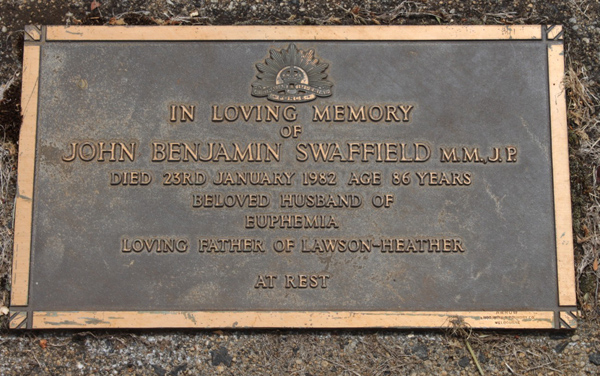 IN LOVING MEMORY
OF
JOHN BENJAMIN SWAFFIELD M.M., J.P.
DIED 23RD JANUARY 1982 AGE 86 YEARS
BELOVED HUSBAND OF
EUPHEMIA
LOVING FATHER OF LAWSON-HEATHER
AT REST